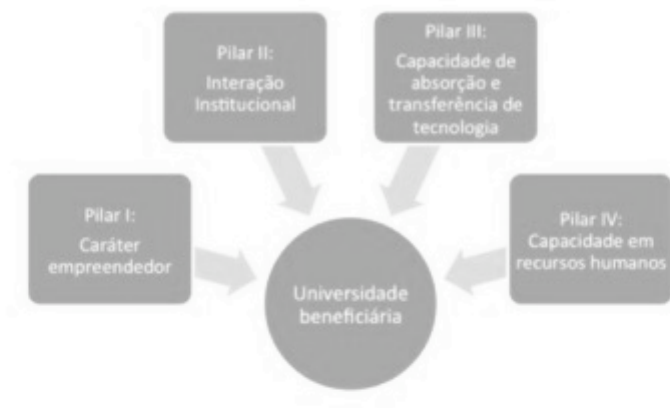 Pilar I:
Caráter
empreendedor
Pilar II:
Interação
Institucional
Pilar III:
Capacidade de
absorção e
transferência de
tecnologia
Pilar IV:
Capacidade em
recursos humanos
Universidade
beneficiária